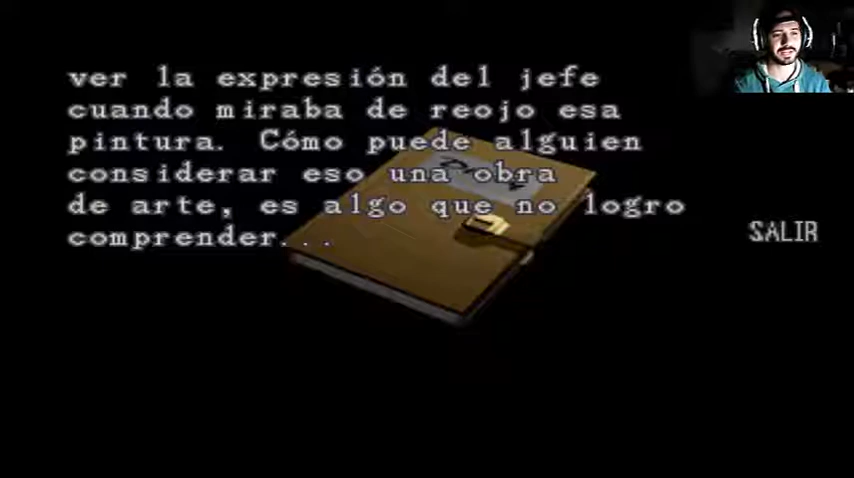 ver la expresión del jefe
cuando miraba de reojo esa
pintura. Cómo puede alguien
considerar eso una obra
de arte, es algo que no logro
comprender...
SALIR